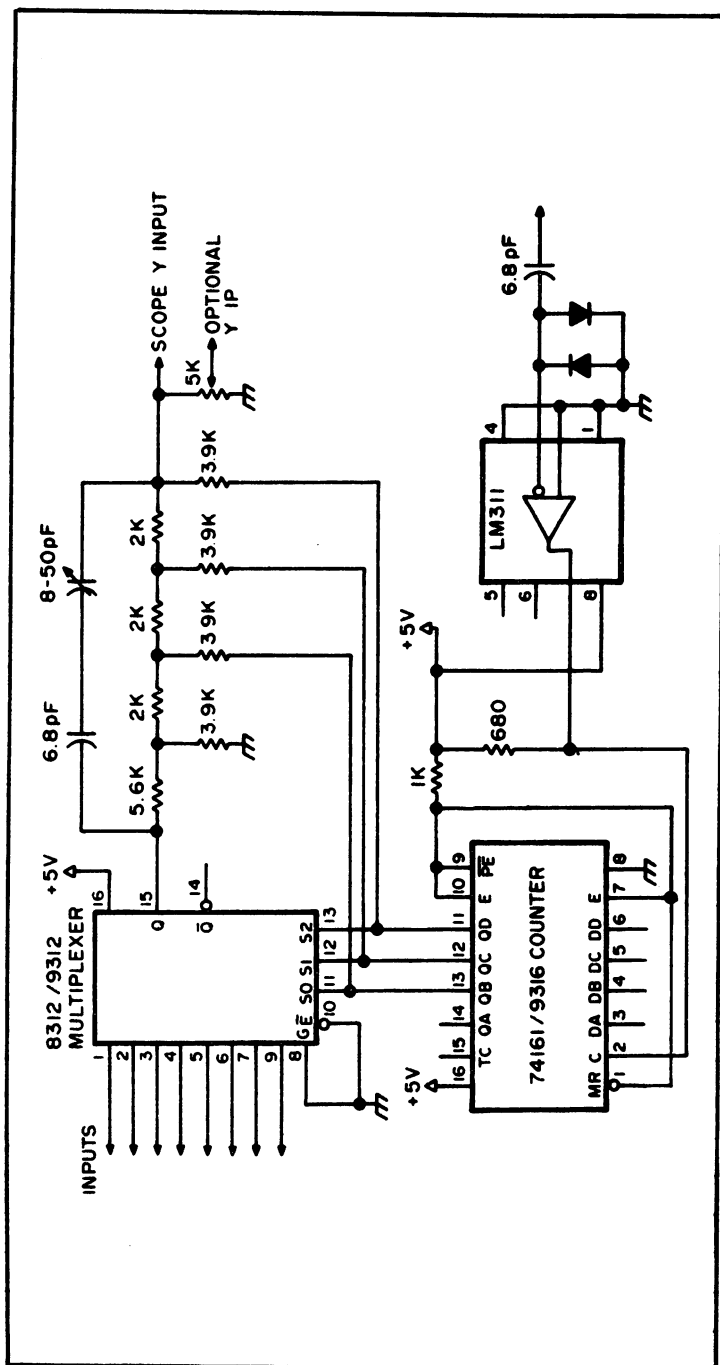 8-50pF
6.8pF
+5V
8312/9312
MULTIPLEXER
INPUTS
1
2
3
4
5
6
7
9
8
16
15
Q
14
Q̅
G E̅ S0 S1 S2
10 11 12 13
5.6K
2K
2K
2K
3.9K
3.9K
3.9K
3.9K
SCOPE Y INPUT
5K
OPTIONAL
Y IP
+5V
16 15 14 13 12 11 10 9
TC QA QB QC QD E P̅E̅
74161/9316 COUNTER
MR C DA DB DC DD E
1 2 3 4 5 6 7 8
1K
680
+5V
LM311
5
6
8
4
1
6.8pF